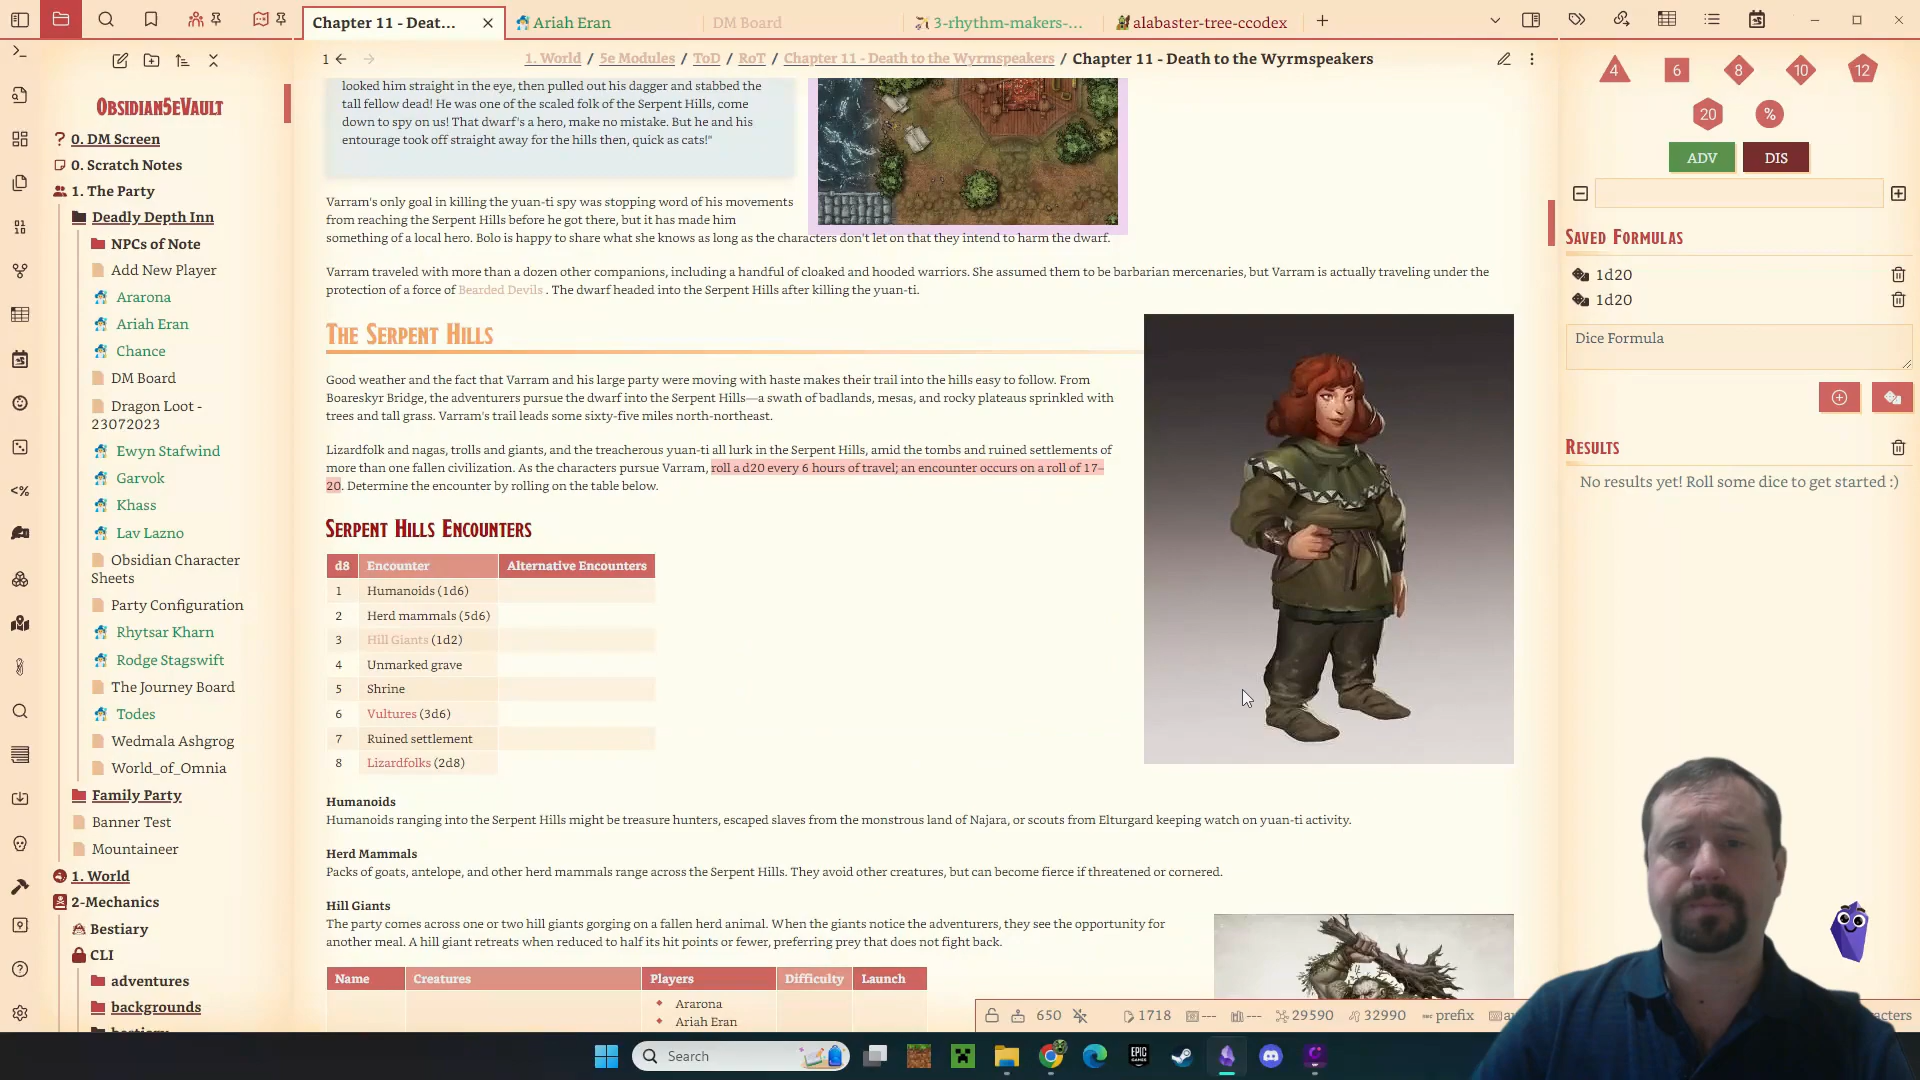 Chapter 11 - Deat...
Ariah Eran
DM Board
3-rhythm-makers-...
alabaster-tree-ccodex
1
1. World / 5e Modules / ToD / RoT / Chapter 11 - Death to the Wyrmspeakers / Chapter 11 - Death to the Wyrmspeakers
Obsidian5eVault
0. DM Screen
0. Scratch Notes
1. The Party
Deadly Depth Inn
NPCs of Note
Add New Player
Ararona
Ariah Eran
Chance
DM Board
Dragon Loot -
23072023
Ewyn Stafwind
Garvok
Khass
Lav Lazno
Obsidian Character
Sheets
Party Configuration
Rhytsar Kharn
Rodge Stagswift
The Journey Board
Todes
Wedmala Ashgrog
World_of_Omnia
Family Party
Banner Test
Mountaineer
1. World
2-Mechanics
Bestiary
CLI
adventures
backgrounds
looked him straight in the eye, then pulled out his dagger and stabbed the
tall fellow dead! He was one of the scaled folk of the Serpent Hills, come
down to spy on us! That dwarf's a hero, make no mistake. But he and his
entourage took off straight away for the hills then, quick as cats!"
Varram's only goal in killing the yuan-ti spy was stopping word of his movements
from reaching the Serpent Hills before he got there, but it has made him
something of a local hero. Bolo is happy to share what she knows as long as the characters don't let on that they intend to harm the dwarf.
Varram traveled with more than a dozen other companions, including a handful of cloaked and hooded warriors. She assumed them to be barbarian mercenaries, but Varram is actually traveling under the
protection of a force of Bearded Devils . The dwarf headed into the Serpent Hills after killing the yuan-ti.
The Serpent Hills
Good weather and the fact that Varram and his large party were moving with haste makes their trail into the hills easy to follow. From
Boareskyr Bridge, the adventurers pursue the dwarf into the Serpent Hills—a swath of badlands, mesas, and rocky plateaus sprinkled with
trees and tall grass. Varram's trail leads some sixty-five miles north-northeast.
Lizardfolk and nagas, trolls and giants, and the treacherous yuan-ti all lurk in the Serpent Hills, amid the tombs and ruined settlements of
more than one fallen civilization. As the characters pursue Varram, roll a d20 every 6 hours of travel; an encounter occurs on a roll of 17–
20. Determine the encounter by rolling on the table below.
Serpent Hills Encounters
d8 Encounter Alternative Encounters
1 Humanoids (1d6)
2 Herd mammals (5d6)
3 Hill Giants (1d2)
4 Unmarked grave
5 Shrine
6 Vultures (3d6)
7 Ruined settlement
8 Lizardfolks (2d8)
Humanoids
Humanoids ranging into the Serpent Hills might be treasure hunters, escaped slaves from the monstrous land of Najara, or scouts from Elturgard keeping watch on yuan-ti activity.
Herd Mammals
Packs of goats, antelope, and other herd mammals range across the Serpent Hills. They avoid other creatures, but can become fierce if threatened or cornered.
Hill Giants
The party comes across one or two hill giants gorging on a fallen herd animal. When the giants notice the adventurers, they see the opportunity for
another meal. A hill giant retreats when reduced to half its hit points or fewer, preferring prey that does not fight back.
Name Creatures Players Difficulty Launch
Ararona
Ariah Eran
4 6 8 10 12
20 %
ADV DIS
Saved Formulas
1d20
1d20
Dice Formula
Results
No results yet! Roll some dice to get started :)
650 1718 --- --- 29590 32990 prefix
Search
EPIC
GAMES